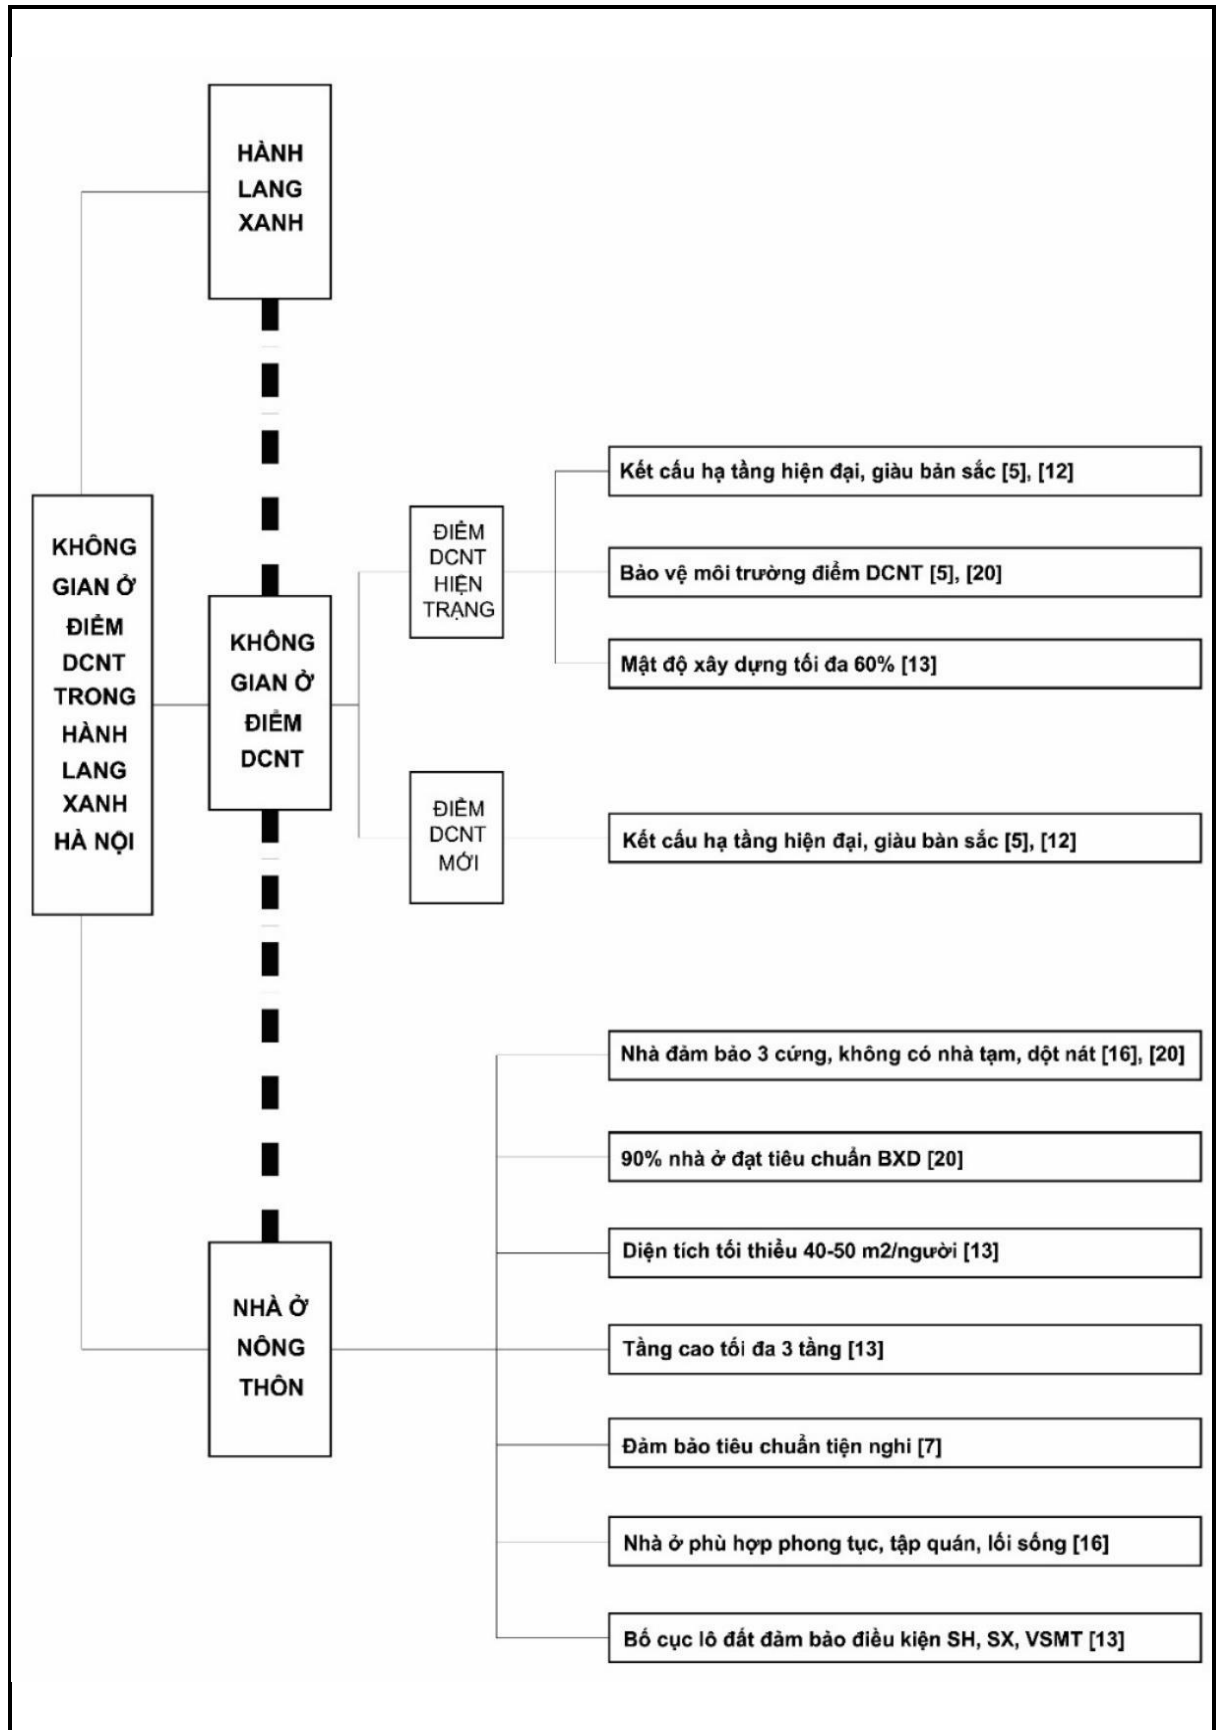 HÀNH
LANG
XANH
KHÔNG
GIAN Ở
ĐIỂM
DCNT
TRONG
HÀNH
LANG
XANH
HÀ NỘI
KHÔNG
GIAN Ở
ĐIỂM
DCNT
ĐIỂM
DCNT
HIỆN
TRẠNG
Kết cấu hạ tầng hiện đại, giàu bản sắc [5], [12]
Bảo vệ môi trường điểm DCNT [5], [20]
Mật độ xây dựng tối đa 60% [13]
ĐIỂM
DCNT
MỚI
Kết cấu hạ tầng hiện đại, giàu bàn sắc [5], [12]
NHÀ Ở
NÔNG
THÔN
Nhà đảm bảo 3 cứng, không có nhà tạm, dột nát [16], [20]
90% nhà ở đạt tiêu chuẩn BXD [20]
Diện tích tối thiểu 40-50 m2/người [13]
Tầng cao tối đa 3 tầng [13]
Đảm bảo tiêu chuẩn tiện nghi [7]
Nhà ở phù hợp phong tục, tập quán, lối sống [16]
Bố cục lô đất đảm bảo điều kiện SH, SX, VSMT [13]